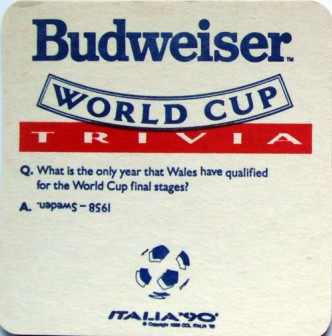 Budweiser™
WORLD CUP
TRIVIA
Q. What is the only year that Wales have qualified
for the World Cup final stages?
A. 1958 – Sweden.
ITALIA '90